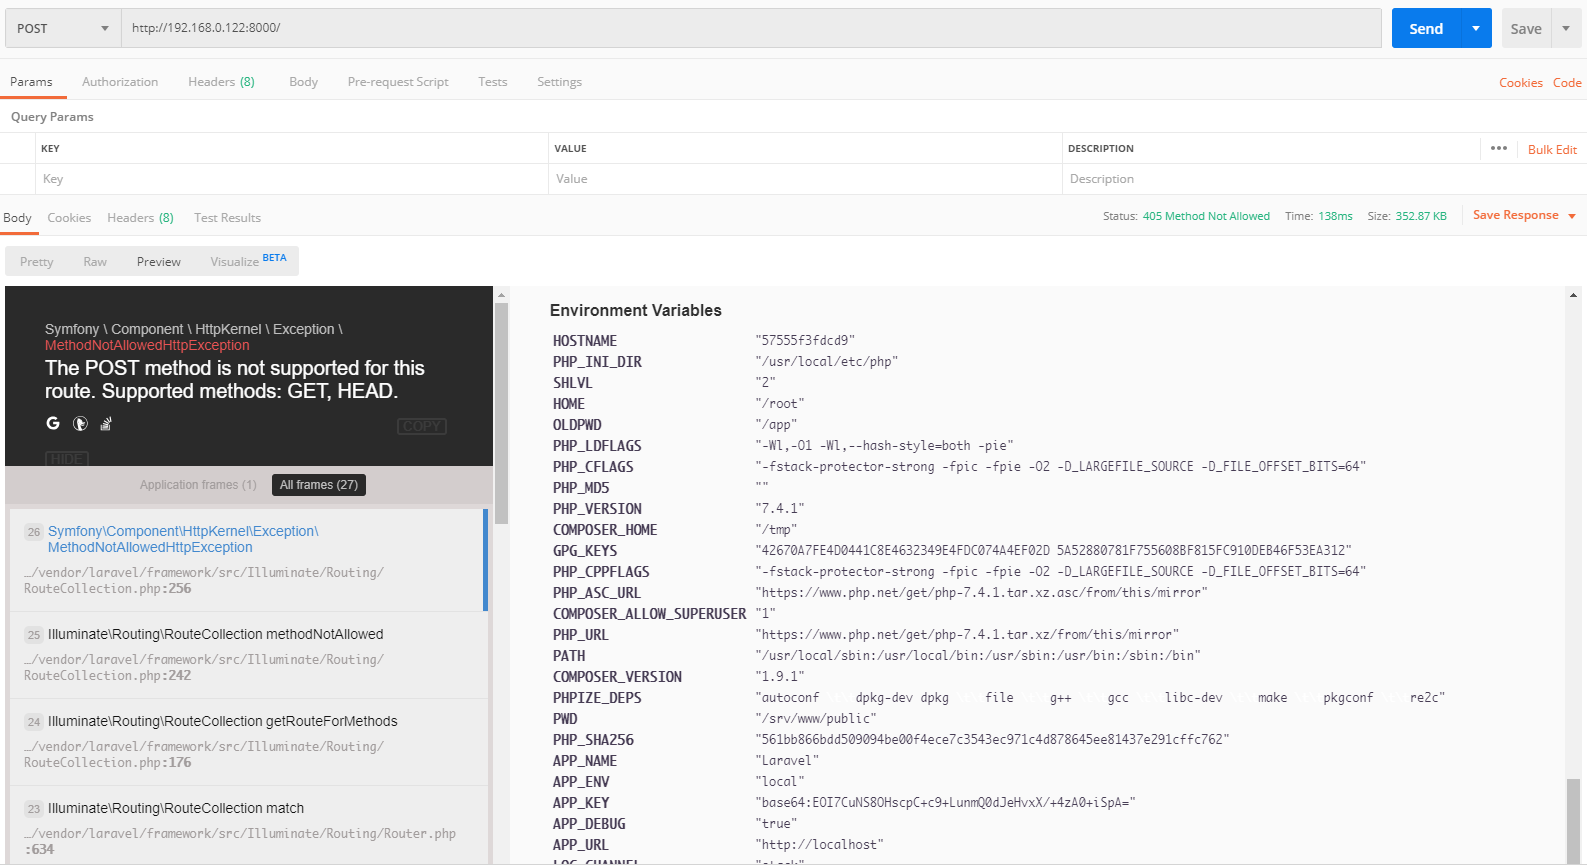 POST
http://192.168.0.122:8000/
Send
Save
Params Authorization Headers (8) Body Pre-request Script Tests Settings Cookies Code
Query Params
KEY VALUE DESCRIPTION ••• Bulk Edit
Key Value Description
Body Cookies Headers (8) Test Results Status: 405 Method Not Allowed Time: 138ms Size: 352.87 KB Save Response
Pretty Raw Preview Visualize BETA
Symfony \ Component \ HttpKernel \ Exception \
MethodNotAllowedHttpException
The POST method is not supported for this
route. Supported methods: GET, HEAD.
COPY
HIDE
Application frames (1) All frames (27)
26 Symfony\Component\HttpKernel\Exception\
MethodNotAllowedHttpException
…/vendor/laravel/framework/src/Illuminate/Routing/
RouteCollection.php:256
25 Illuminate\Routing\RouteCollection methodNotAllowed
…/vendor/laravel/framework/src/Illuminate/Routing/
RouteCollection.php:242
24 Illuminate\Routing\RouteCollection getRouteForMethods
…/vendor/laravel/framework/src/Illuminate/Routing/
RouteCollection.php:176
23 Illuminate\Routing\RouteCollection match
…/vendor/laravel/framework/src/Illuminate/Routing/Router.php
:634
Environment Variables
HOSTNAME "57555f3fdcd9"
PHP_INI_DIR "/usr/local/etc/php"
SHLVL "2"
HOME "/root"
OLDPWD "/app"
PHP_LDFLAGS "-Wl,-O1 -Wl,--hash-style=both -pie"
PHP_CFLAGS "-fstack-protector-strong -fpic -fpie -O2 -D_LARGEFILE_SOURCE -D_FILE_OFFSET_BITS=64"
PHP_MD5 ""
PHP_VERSION "7.4.1"
COMPOSER_HOME "/tmp"
GPG_KEYS "42670A7FE4D0441C8E4632349E4FDC074A4EF02D 5A52880781F755608BF815FC910DEB46F53EA312"
PHP_CPPFLAGS "-fstack-protector-strong -fpic -fpie -O2 -D_LARGEFILE_SOURCE -D_FILE_OFFSET_BITS=64"
PHP_ASC_URL "https://www.php.net/get/php-7.4.1.tar.xz.asc/from/this/mirror"
COMPOSER_ALLOW_SUPERUSER "1"
PHP_URL "https://www.php.net/get/php-7.4.1.tar.xz/from/this/mirror"
PATH "/usr/local/sbin:/usr/local/bin:/usr/sbin:/usr/bin:/sbin:/bin"
COMPOSER_VERSION "1.9.1"
PHPIZE_DEPS "autoconf dpkg-dev dpkg file g++ gcc libc-dev make pkgconf re2c"
PWD "/srv/www/public"
PHP_SHA256 "561bb866bdd509094be00f4ece7c3543ec971c4d878645ee81437e291cffc762"
APP_NAME "Laravel"
APP_ENV "local"
APP_KEY "base64:EOI7CuNS8OHscpC+c9+LunmQ0dJeHvxX/+4zA0+iSpA="
APP_DEBUG "true"
APP_URL "http://localhost"
LOG_CHANNEL "stack"